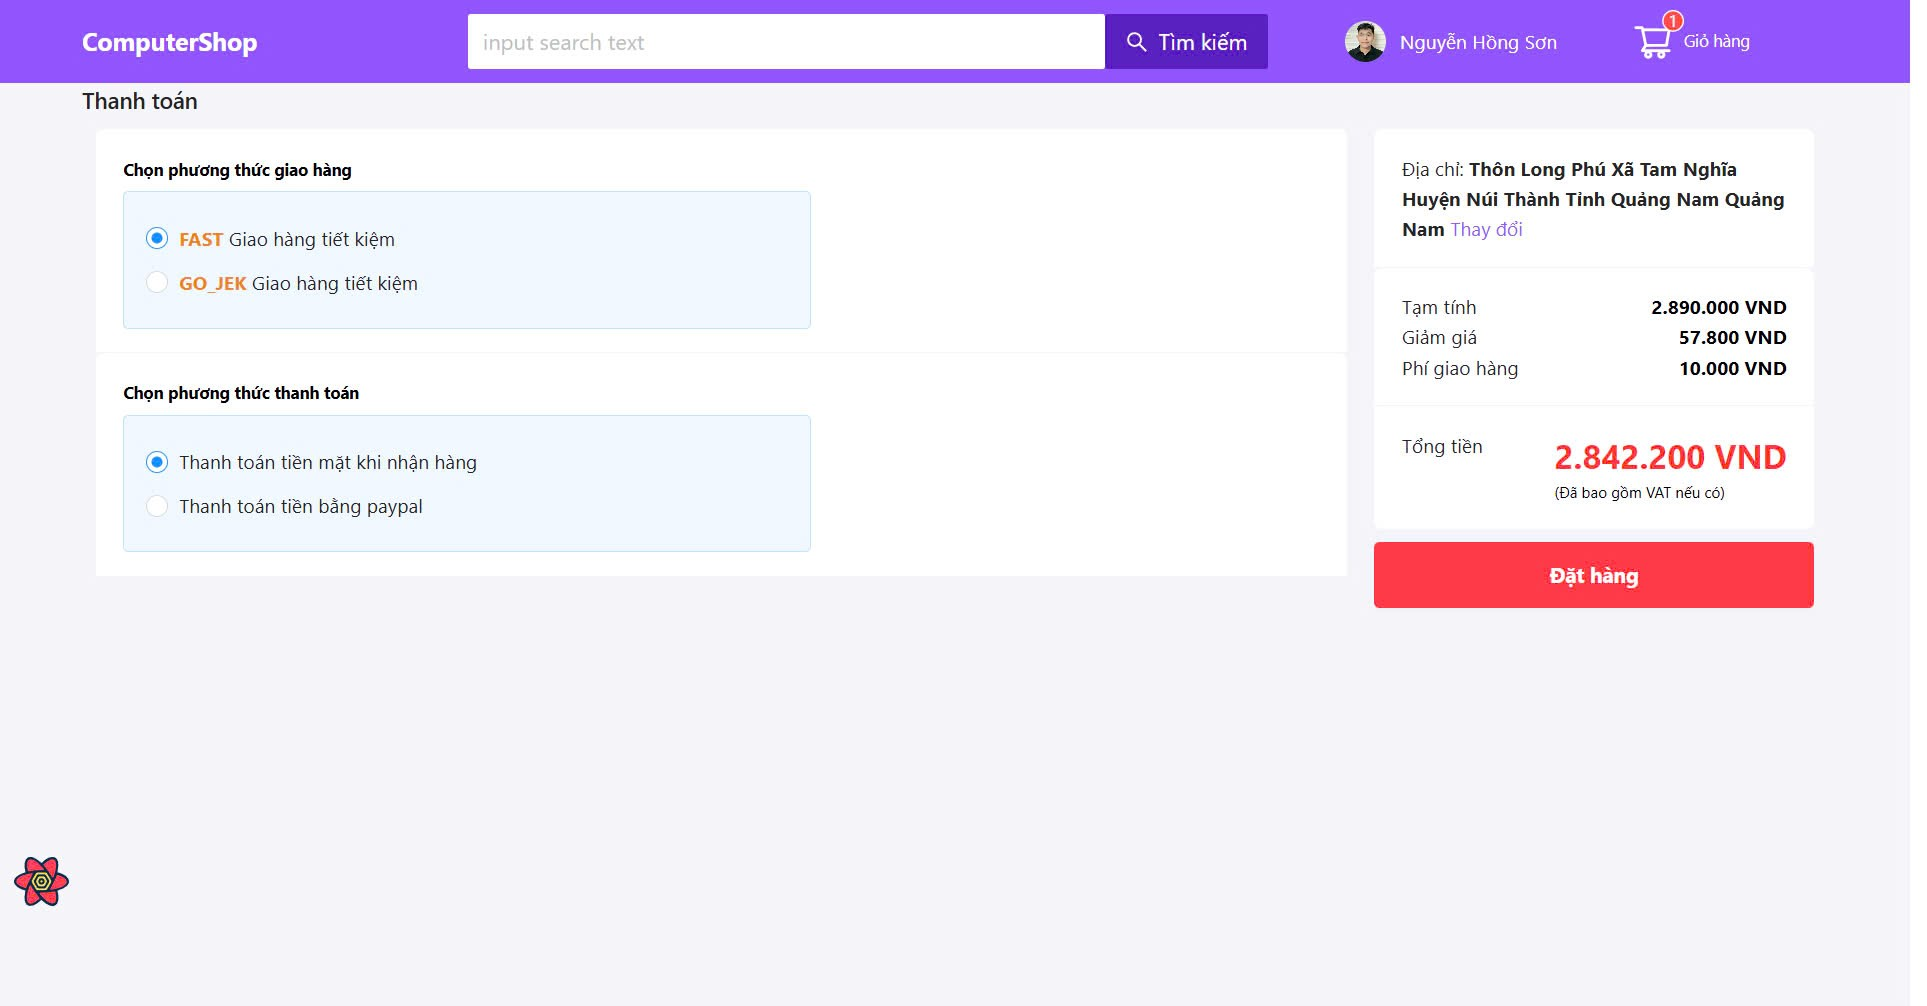 ComputerShop
input search text
Tìm kiếm
Nguyễn Hồng Sơn
1
Giỏ hàng
Thanh toán
Chọn phương thức giao hàng
FAST Giao hàng tiết kiệm
GO_JEK Giao hàng tiết kiệm
Chọn phương thức thanh toán
Thanh toán tiền mặt khi nhận hàng
Thanh toán tiền bằng paypal
Địa chỉ: Thôn Long Phú Xã Tam Nghĩa
Huyện Núi Thành Tỉnh Quảng Nam Quảng
Nam Thay đổi
Tạm tính 2.890.000 VND
Giảm giá 57.800 VND
Phí giao hàng 10.000 VND
Tổng tiền 2.842.200 VND
(Đã bao gồm VAT nếu có)
Đặt hàng